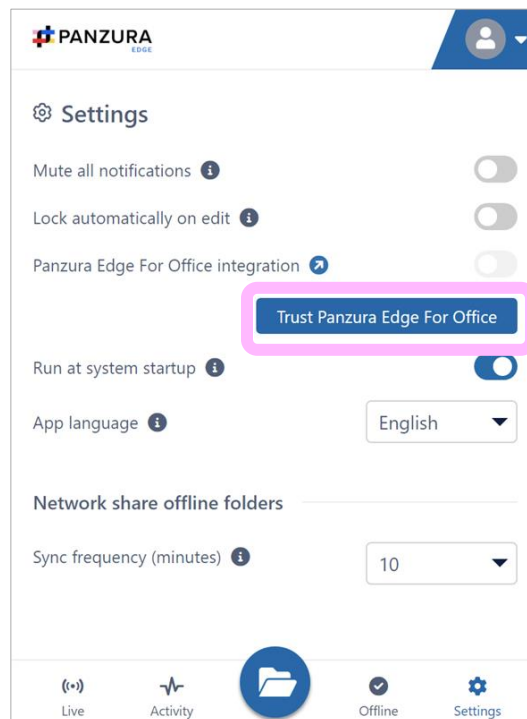 PANZURA
EDGE
Settings
Mute all notifications
Lock automatically on edit
Panzura Edge For Office integration
Trust Panzura Edge For Office
Run at system startup
App language English
Network share offline folders
Sync frequency (minutes) 10
Live Activity Offline Settings